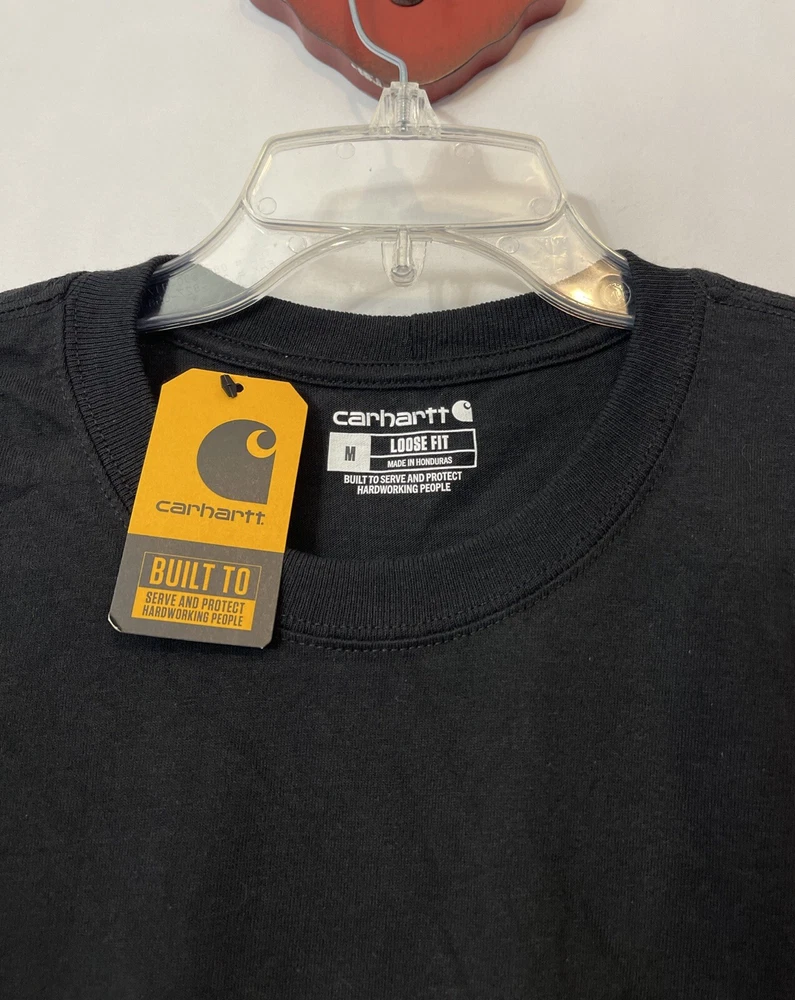 carhartt
M
LOOSE FIT
MADE IN HONDURAS
BUILT TO SERVE AND PROTECT
HARDWORKING PEOPLE
carhartt
BUILT TO
SERVE AND PROTECT
HARDWORKING PEOPLE